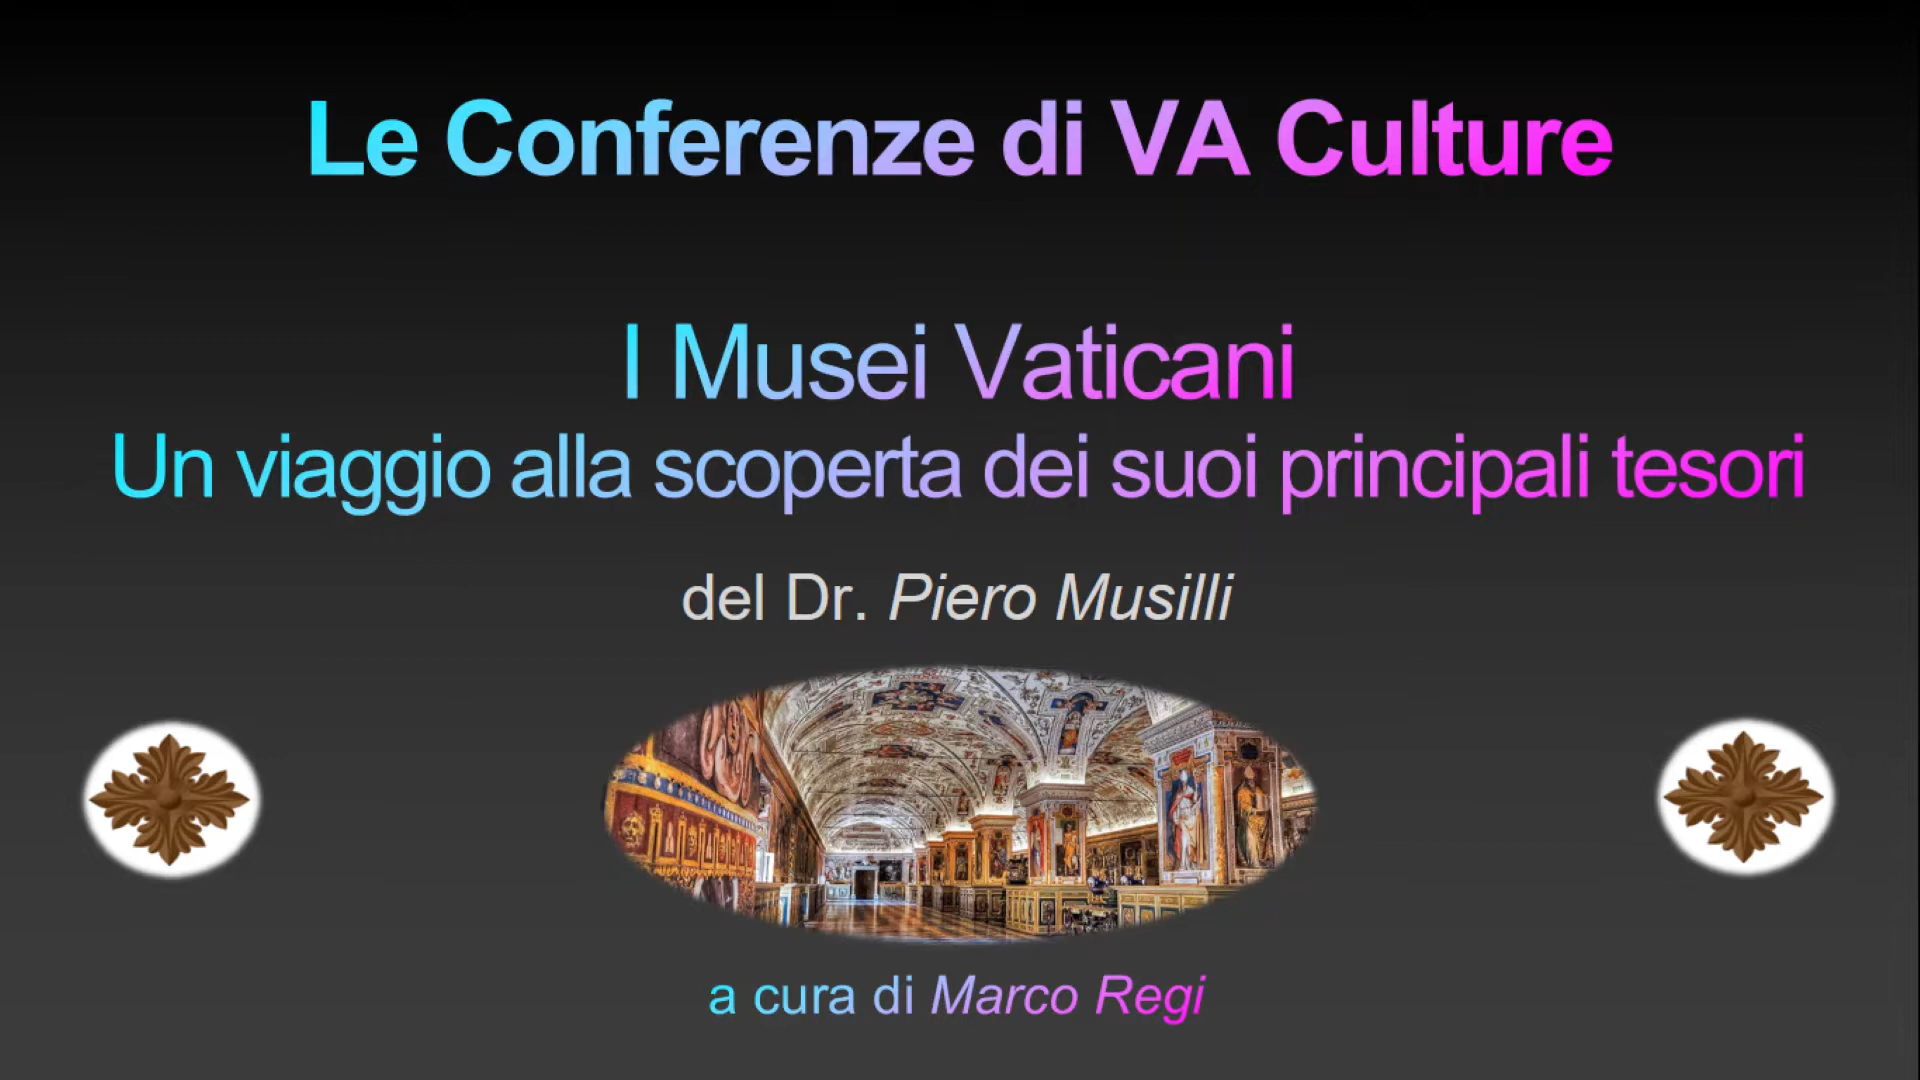 Le Conferenze di VA Culture
I Musei Vaticani
Un viaggio alla scoperta dei suoi principali tesori
del Dr. Piero Musilli
a cura di Marco Regi